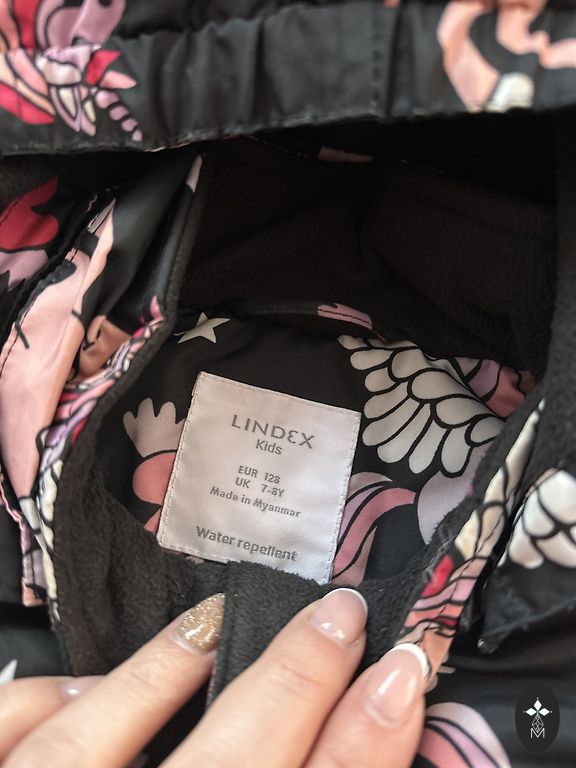 LINDEX
Kids
EUR 128
UK 7-8Y
Made in Myanmar
Water repellent
M